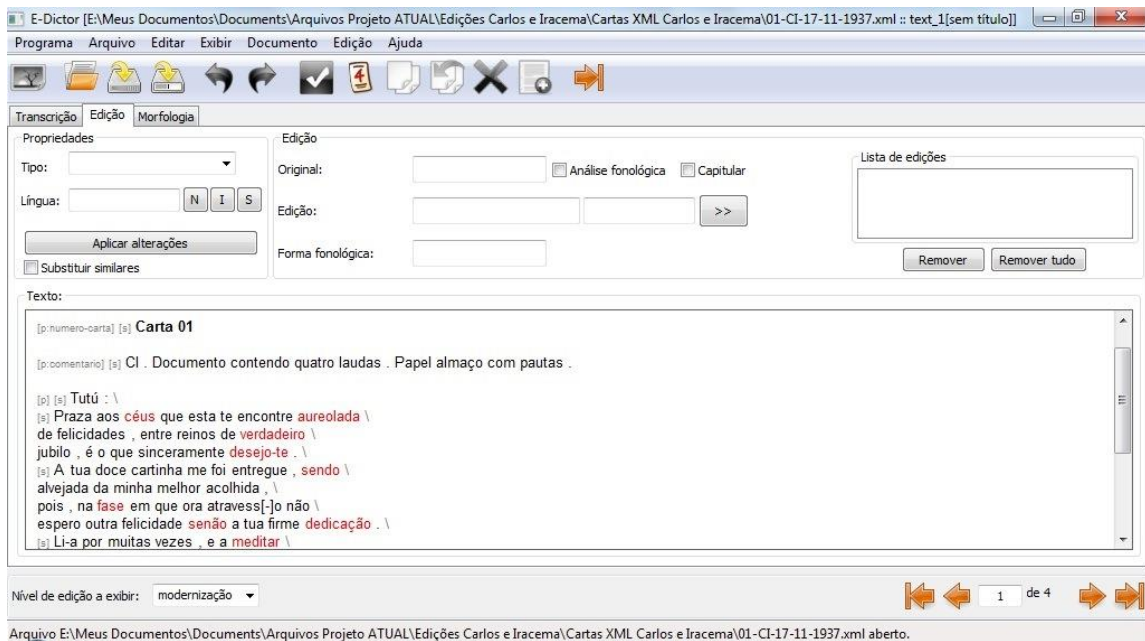 E-Dictor [E:\Meus Documentos\Documents\Arquivos Projeto ATUAL\Edições Carlos e Iracema\Cartas XML Carlos e Iracema\01-CI-17-11-1937.xml :: text_1[sem título]]
Programa Arquivo Editar Exibir Documento Edição Ajuda
4
Transcrição Edição Morfologia
Propriedades
Tipo:
Língua: N I S
Aplicar alterações
Substituir similares
Edição
Original: Análise fonológica Capitular
Edição: >>
Forma fonológica:
Lista de edições
Remover Remover tudo
Texto:
[p:numero-carta] [s] Carta 01
[p:comentario] [s] CI . Documento contendo quatro laudas . Papel almaço com pautas .
[p] [s] Tutú : \
[s] Praza aos céus que esta te encontre aureolada \
de felicidades , entre reinos de verdadeiro \
jubilo , é o que sinceramente desejo-te . \
[s] A tua doce cartinha me foi entregue , sendo \
alvejada da minha melhor acolhida , \
pois , na fase em que ora atravess[-]o não \
espero outra felicidade senão a tua firme dedicação . \
[s] Li-a por muitas vezes , e a meditar \
Nível de edição a exibir: modernização
1 de 4
Arquivo E:\Meus Documentos\Documents\Arquivos Projeto ATUAL\Edições Carlos e Iracema\Cartas XML Carlos e Iracema\01-CI-17-11-1937.xml aberto.